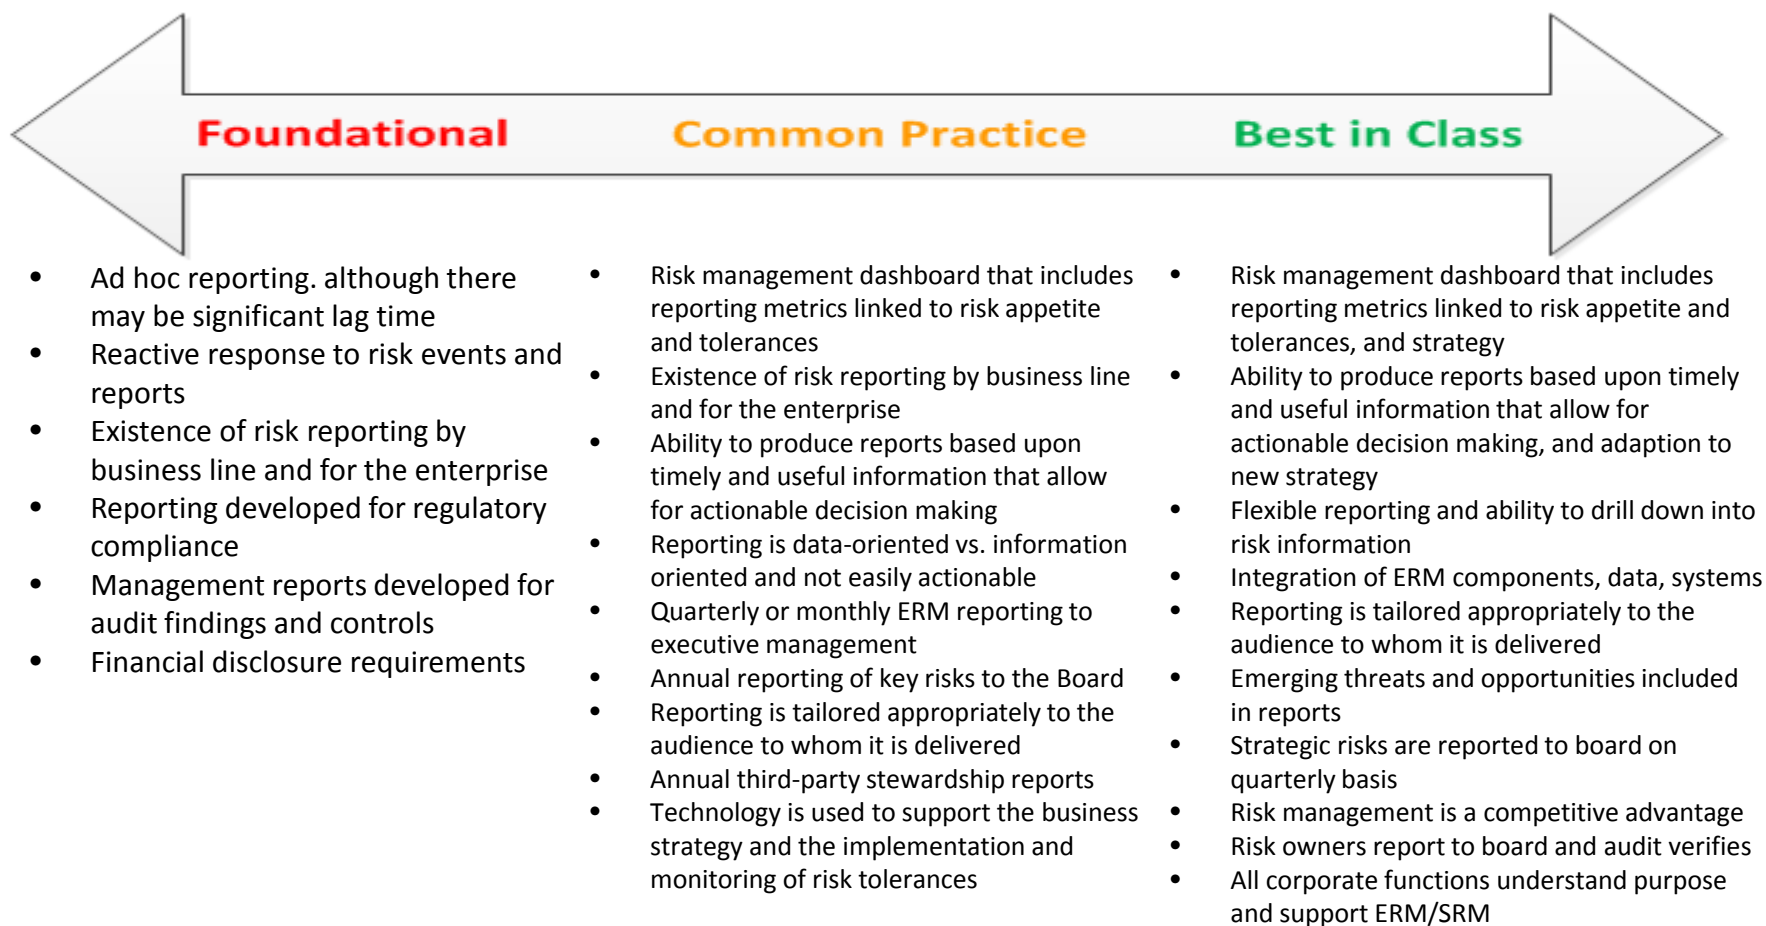 Foundational
Common Practice
Best in Class
• Ad hoc reporting. although there
may be significant lag time
• Reactive response to risk events and
reports
• Existence of risk reporting by
business line and for the enterprise
• Reporting developed for regulatory
compliance
• Management reports developed for
audit findings and controls
• Financial disclosure requirements
• Risk management dashboard that includes
reporting metrics linked to risk appetite
and tolerances
• Existence of risk reporting by business line
and for the enterprise
• Ability to produce reports based upon
timely and useful information that allow
for actionable decision making
• Reporting is data-oriented vs. information
oriented and not easily actionable
• Quarterly or monthly ERM reporting to
executive management
• Annual reporting of key risks to the Board
• Reporting is tailored appropriately to the
audience to whom it is delivered
• Annual third-party stewardship reports
• Technology is used to support the business
strategy and the implementation and
monitoring of risk tolerances
• Risk management dashboard that includes
reporting metrics linked to risk appetite and
tolerances, and strategy
• Ability to produce reports based upon timely
and useful information that allow for
actionable decision making, and adaption to
new strategy
• Flexible reporting and ability to drill down into
risk information
• Integration of ERM components, data, systems
• Reporting is tailored appropriately to the
audience to whom it is delivered
• Emerging threats and opportunities included
in reports
• Strategic risks are reported to board on
quarterly basis
• Risk management is a competitive advantage
• Risk owners report to board and audit verifies
• All corporate functions understand purpose
and support ERM/SRM